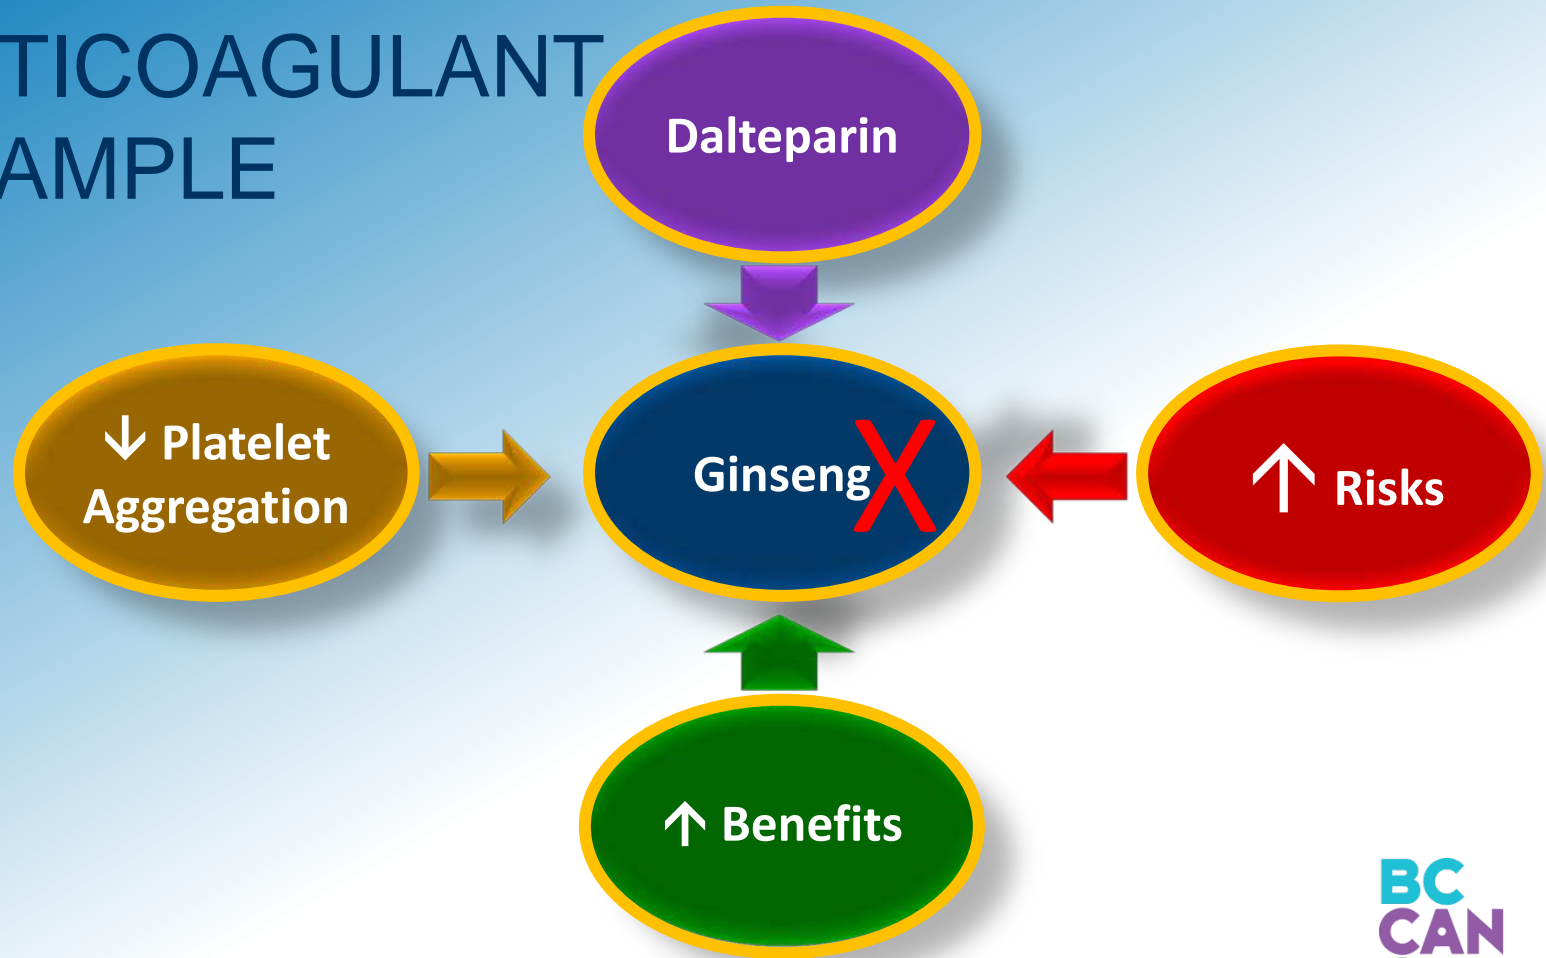 TICOAGULANT
AMPLE
Dalteparin
↓ Platelet
Aggregation
Ginseng X
↑ Risks
↑ Benefits
BC
CAN